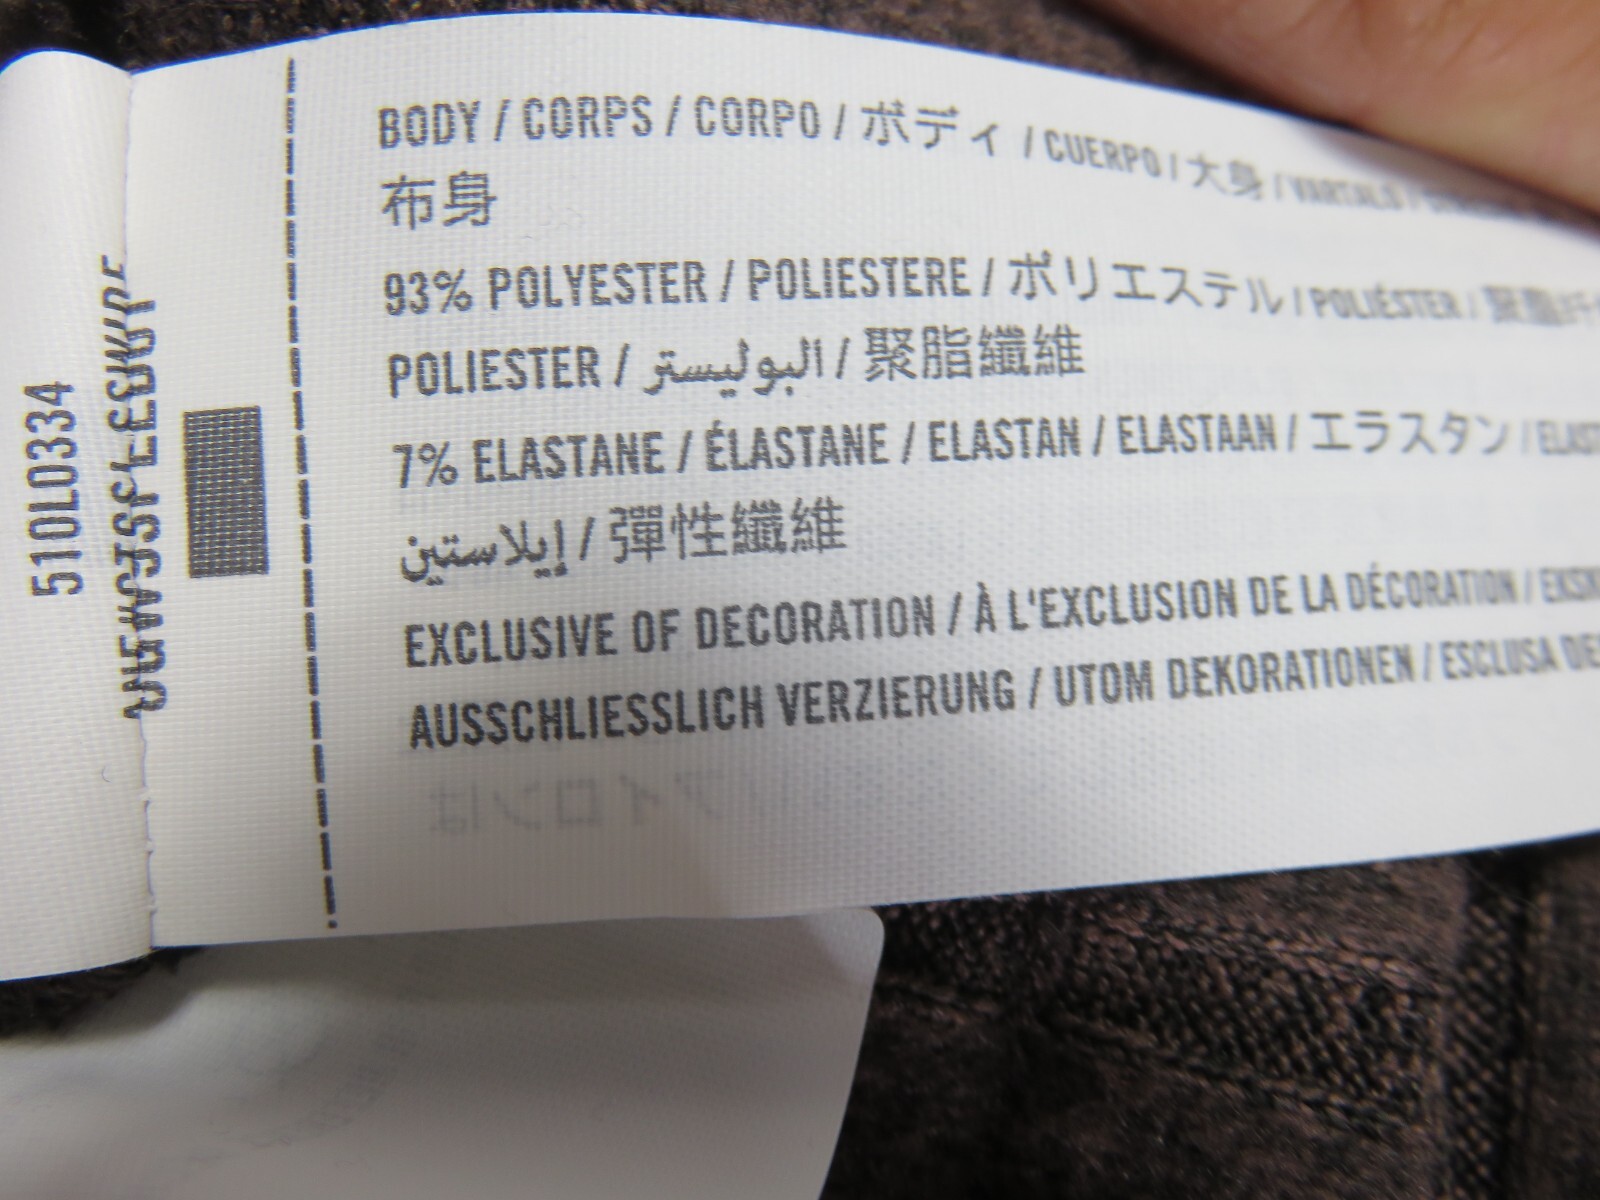 BODY / CORPS / CORPO / ボディ / CUERPO / 大身 / VARTALO /
布身
93% POLYESTER / POLIESTERE / ポリエステル / POLIÉSTER /
POLIESTER / البوليستر / 聚脂纖維
7% ELASTANE / ÉLASTANE / ELASTAN / ELASTAAN / エラスタン /
إيلاستين / 彈性纖維
EXCLUSIVE OF DECORATION / À L'EXCLUSION DE LA DÉCORATION /
AUSSCHLIESSLICH VERZIERUNG / UTOM DEKORATIONEN / ESCLUSA
510L0334